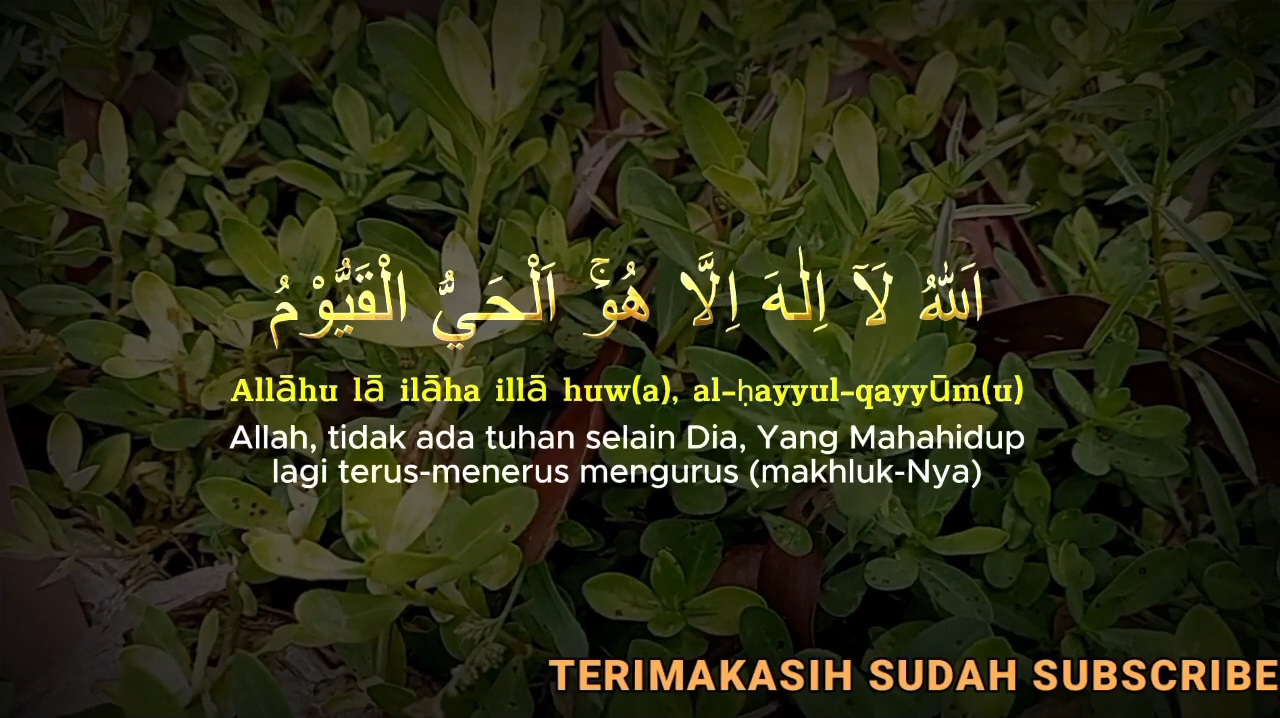 اَللّٰهُ لَآ اِلٰهَ اِلَّا هُوَۚ اَلْحَيُّ الْقَيُّوْمُ
Allāhu lā ilāha illā huw(a), al-ḥayyul-qayyŪm(u)
Allah, tidak ada tuhan selain Dia, Yang Mahahidup
lagi terus-menerus mengurus (makhluk-Nya)
TERIMAKASIH SUDAH SUBSCRIBE